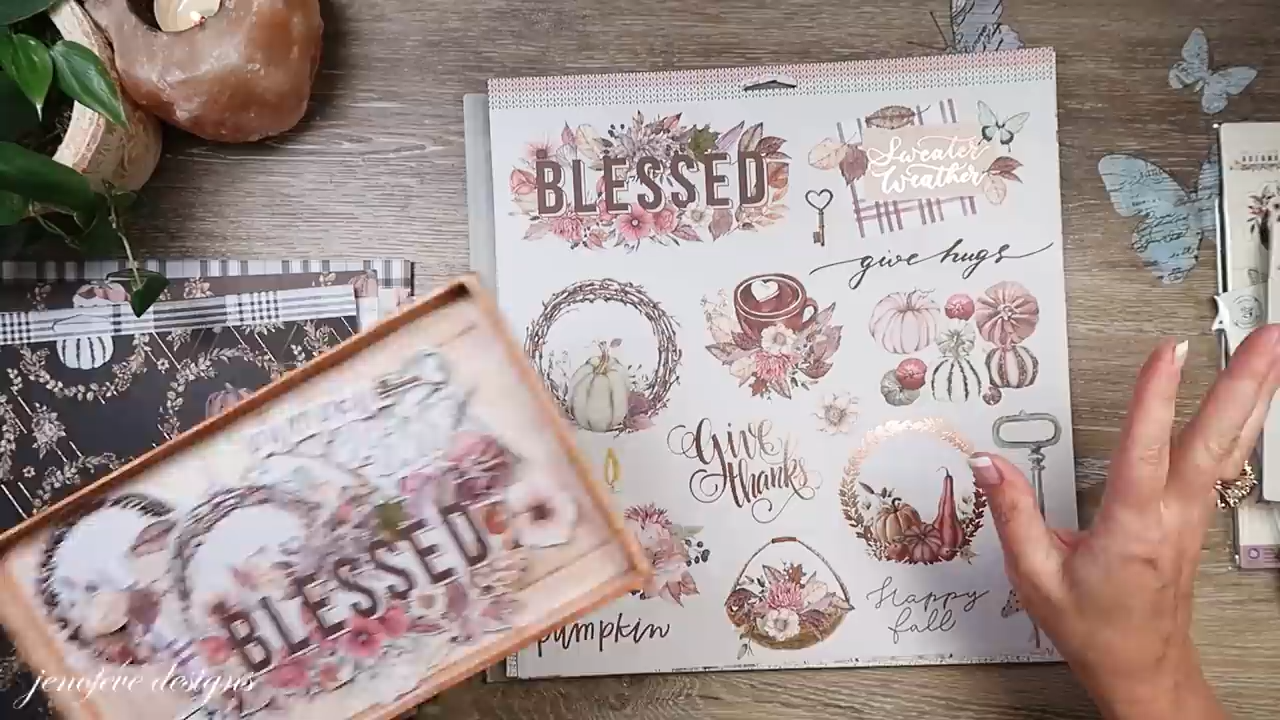 BLESSED
Sweater
Weather
give hugs
Give
thanks
happy
fall
pumpkin
BLESSED
jenofeve designs